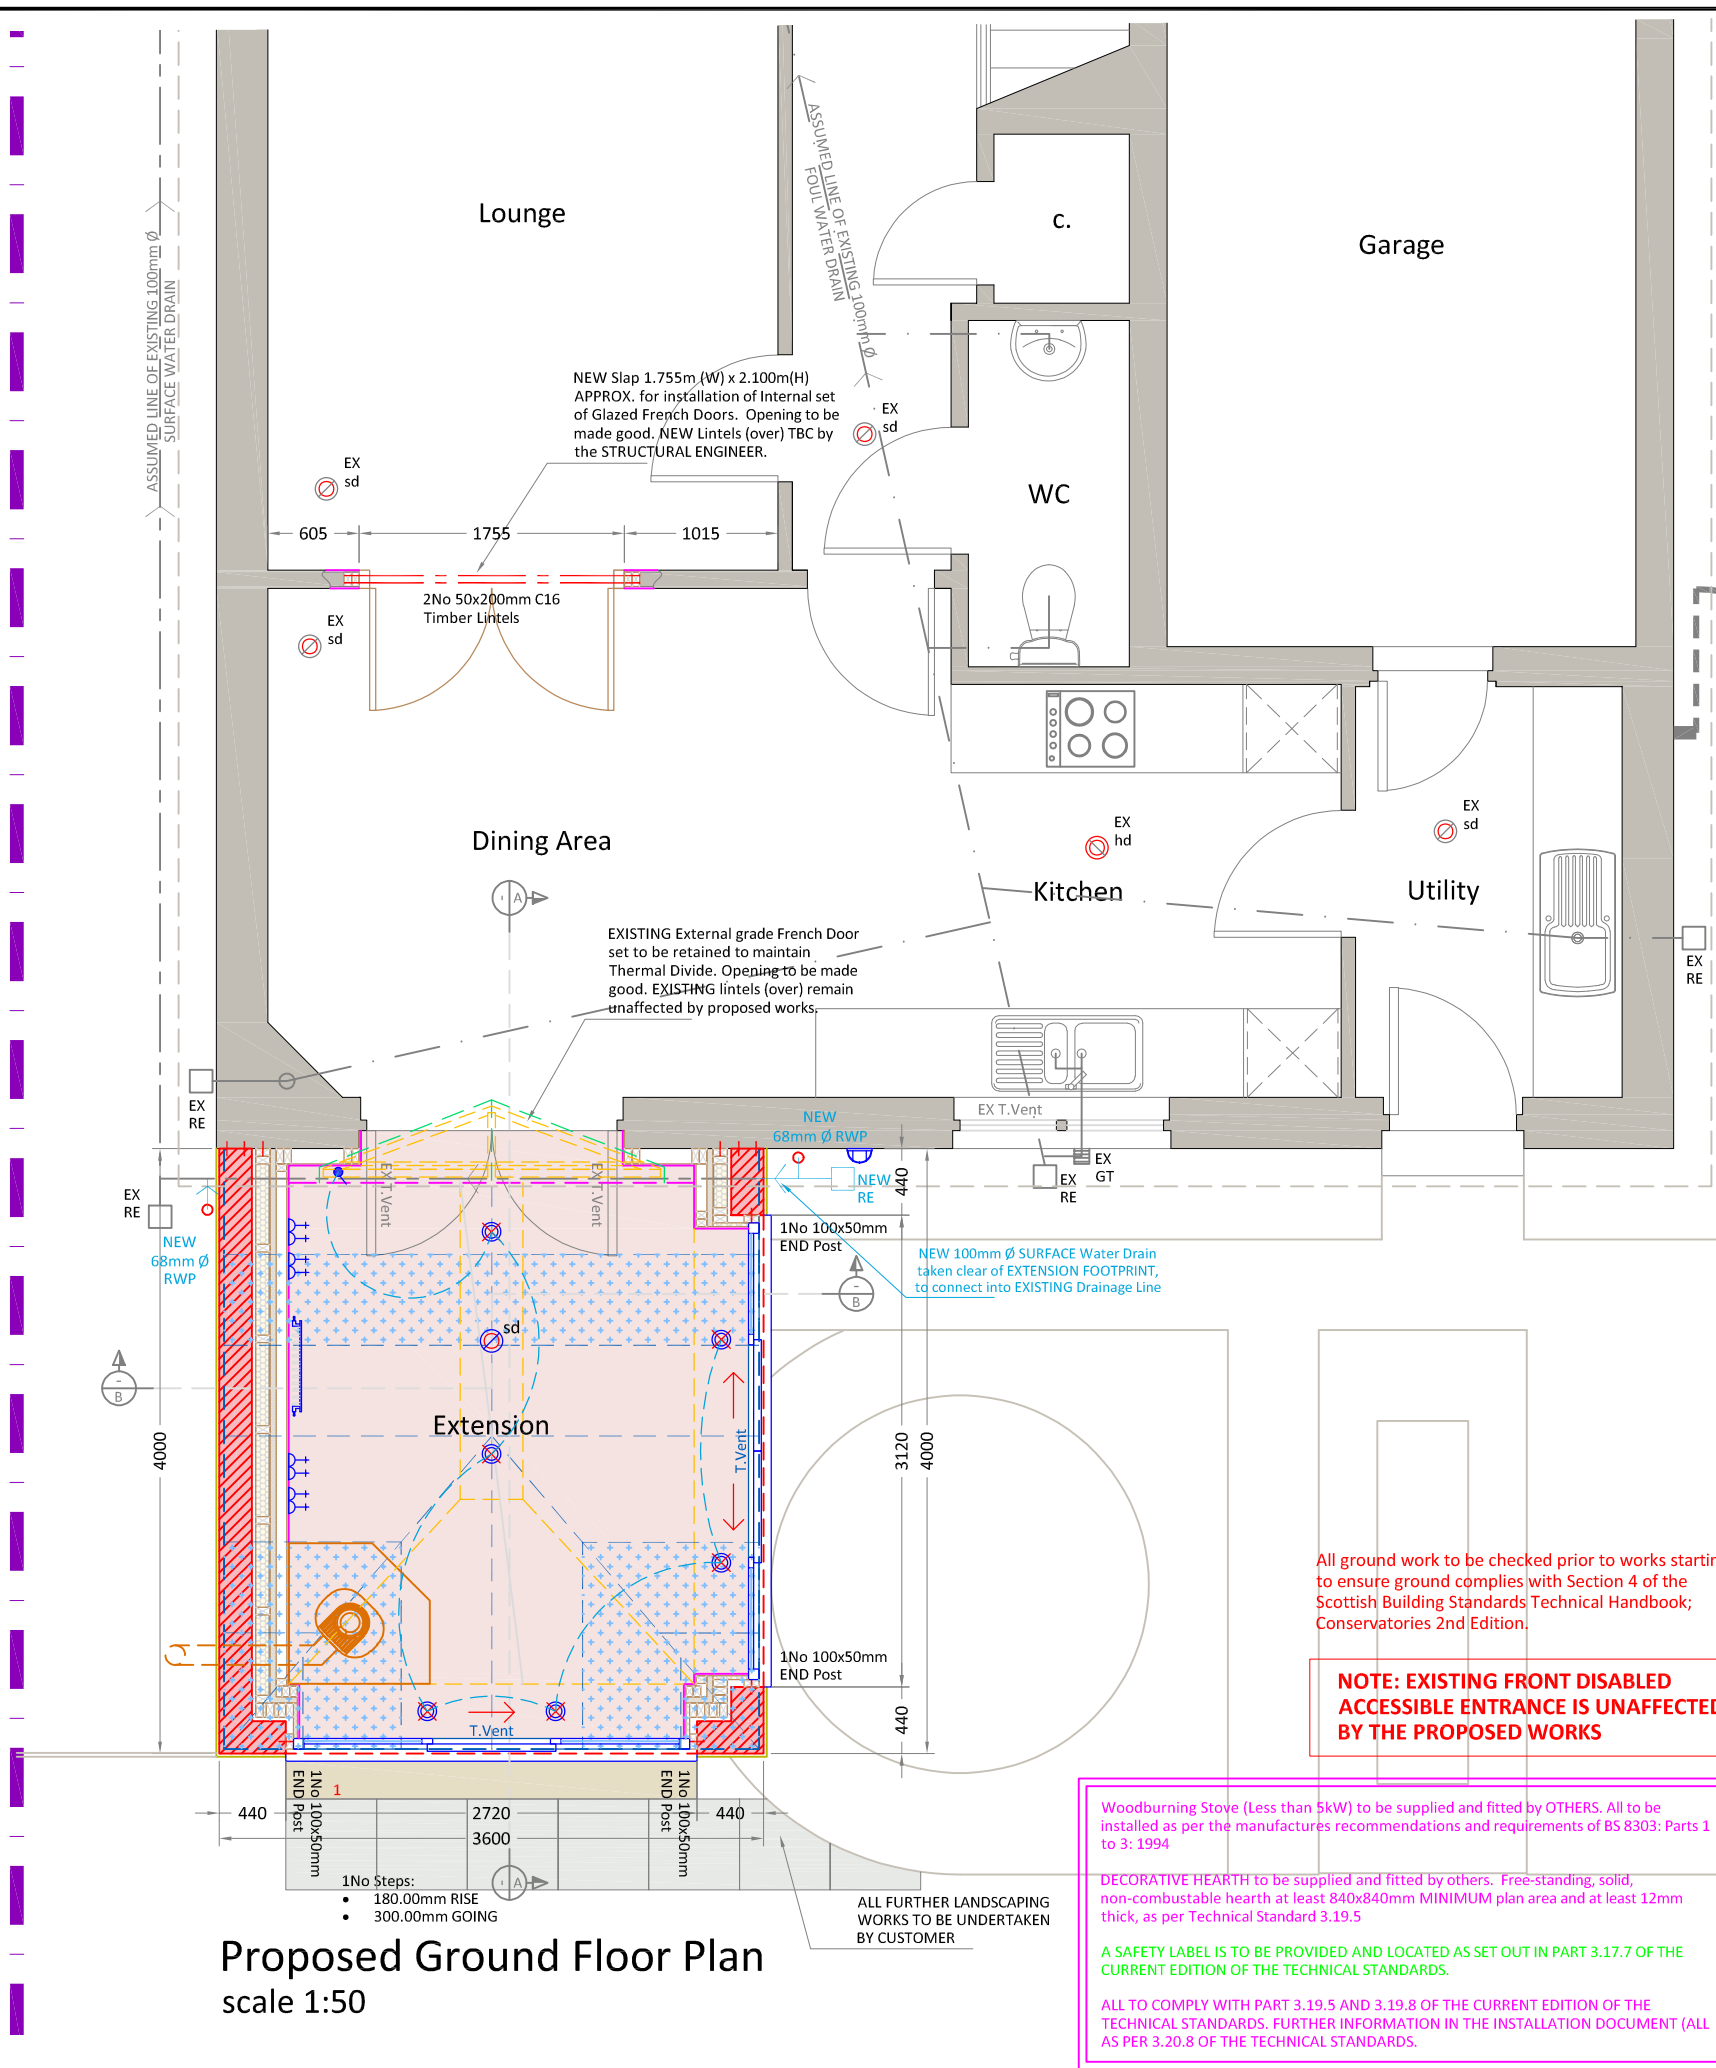 ASSUMED LINE OF EXISTING 100mm Ø
SURFACE WATER DRAIN
ASSUMED LINE OF EXISTING 100mm Ø
FOUL WATER DRAIN
Lounge
c.
Garage
NEW Slap 1.755m (W) x 2.100m(H)
APPROX. for installation of Internal set
of Glazed French Doors. Opening to be
made good. NEW Lintels (over) TBC by
the STRUCTURAL ENGINEER.
EX
sd
EX
sd
WC
605
1755
1015
2No 50x200mm C16
Timber Lintels
EX
sd
EX
hd
EX
sd
Dining Area
Kitchen
Utility
A
EXISTING External grade French Door
set to be retained to maintain
Thermal Divide. Opening to be made
good. EXISTING lintels (over) remain
unaffected by proposed works.
EX
RE
EX
RE
EX T.Vent
NEW
68mm Ø RWP
EX
GT
EX
RE
NEW
RE
440
EX
RE
NEW
68mm Ø
RWP
EX T.Vent
EX T.Vent
1No 100x50mm
END Post
NEW 100mm Ø SURFACE Water Drain
taken clear of EXTENSION FOOTPRINT,
to connect into EXISTING Drainage Line
-
B
sd
-
B
Extension
T.Vent
4000
3120
4000
1No 100x50mm
END Post
440
T.Vent
All ground work to be checked prior to works startin
to ensure ground complies with Section 4 of the
Scottish Building Standards Technical Handbook;
Conservatories 2nd Edition.
NOTE: EXISTING FRONT DISABLED
ACCESSIBLE ENTRANCE IS UNAFFECTED
BY THE PROPOSED WORKS
1No 100x50mm
END Post
1
1No 100x50mm
END Post
440
2720
440
3600
A
1No Steps:
• 180.00mm RISE
• 300.00mm GOING
ALL FURTHER LANDSCAPING
WORKS TO BE UNDERTAKEN
BY CUSTOMER
Proposed Ground Floor Plan
scale 1:50
Woodburning Stove (Less than 5kW) to be supplied and fitted by OTHERS. All to be
installed as per the manufactures recommendations and requirements of BS 8303: Parts 1
to 3: 1994
DECORATIVE HEARTH to be supplied and fitted by others. Free-standing, solid,
non-combustable hearth at least 840x840mm MINIMUM plan area and at least 12mm
thick, as per Technical Standard 3.19.5
A SAFETY LABEL IS TO BE PROVIDED AND LOCATED AS SET OUT IN PART 3.17.7 OF THE
CURRENT EDITION OF THE TECHNICAL STANDARDS.
ALL TO COMPLY WITH PART 3.19.5 AND 3.19.8 OF THE CURRENT EDITION OF THE
TECHNICAL STANDARDS. FURTHER INFORMATION IN THE INSTALLATION DOCUMENT (ALL
AS PER 3.20.8 OF THE TECHNICAL STANDARDS.